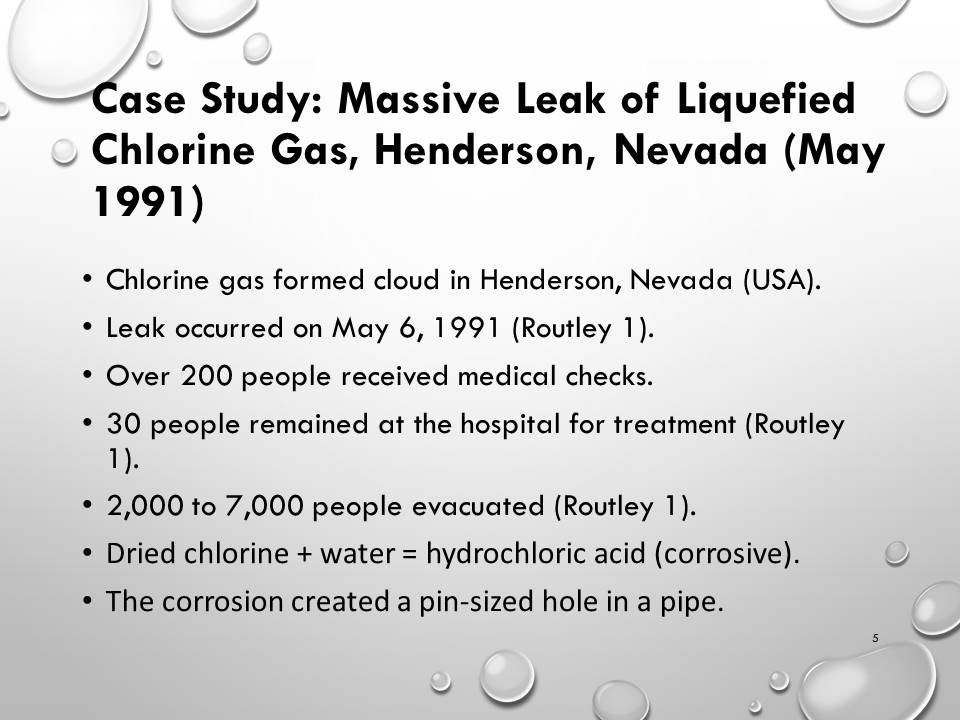 Case Study: Massive Leak of Liquefied
Chlorine Gas, Henderson, Nevada (May
1991)
• Chlorine gas formed cloud in Henderson, Nevada (USA).
• Leak occurred on May 6, 1991 (Routley 1).
• Over 200 people received medical checks.
• 30 people remained at the hospital for treatment (Routley
1).
• 2,000 to 7,000 people evacuated (Routley 1).
• Dried chlorine + water = hydrochloric acid (corrosive).
• The corrosion created a pin-sized hole in a pipe.
5